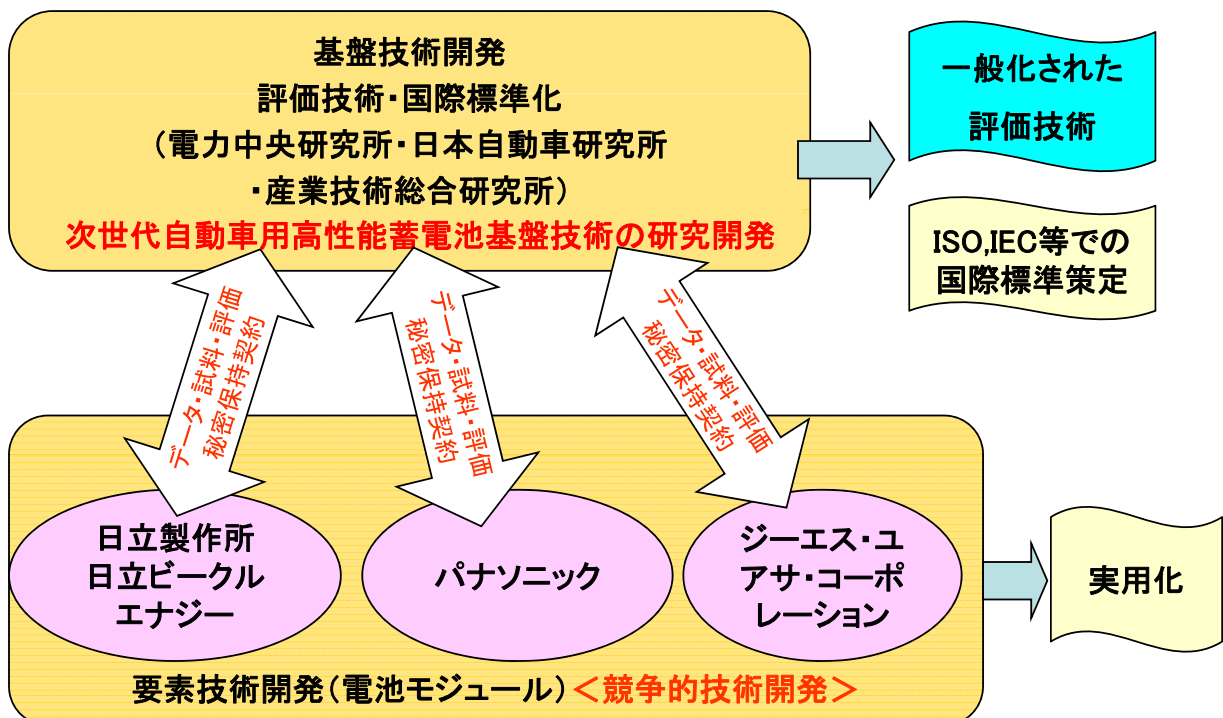 基盤技術開発
評価技術・国際標準化
（電力中央研究所・日本自動車研究所
・産業技術総合研究所）
次世代自動車用高性能蓄電池基盤技術の研究開発
一般化された
評価技術
ISO,IEC等での
国際標準策定
データ・試料・評価
秘密保持契約
データ・試料・評価
秘密保持契約
データ・試料・評価
秘密保持契約
日立製作所
日立ビークル
エナジー
パナソニック
ジーエス・ユ
アサ・コーポ
レーション
実用化
要素技術開発（電池モジュール）＜競争的技術開発＞